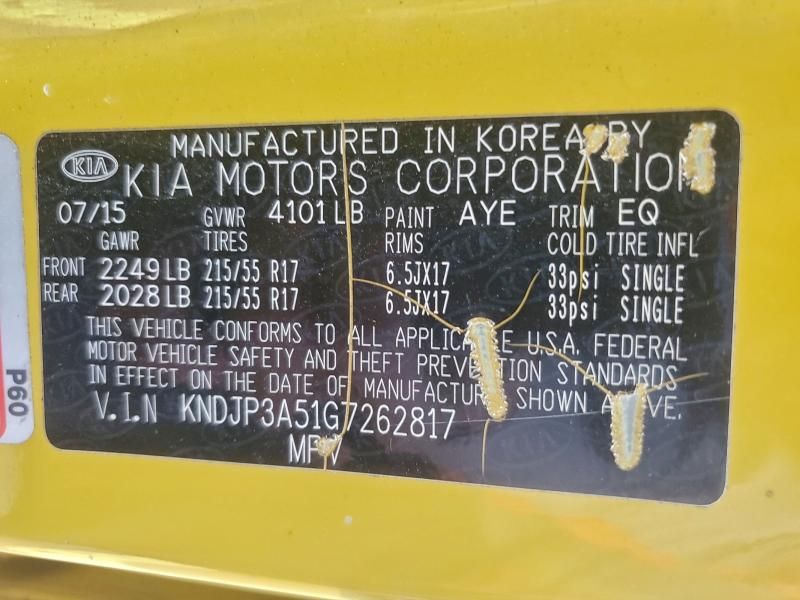 MANUFACTURED IN KOREA BY
KIA KIA MOTORS CORPORATION
07/15 GVWR 4101 LB PAINT AYE TRIM EQ
GAWR TIRES RIMS COLD TIRE INFL
FRONT 2249 LB 215/55 R17 6.5JX17 33psi SINGLE
REAR 2028 LB 215/55 R17 6.5JX17 33psi SINGLE
THIS VEHICLE CONFORMS TO ALL APPLICABLE U.S.A. FEDERAL
MOTOR VEHICLE SAFETY AND THEFT PREVENTION STANDARDS
IN EFFECT ON THE DATE OF MANUFACTURE SHOWN ABOVE.
V.I.N KNDJP3A51G7262817
MPV
P60